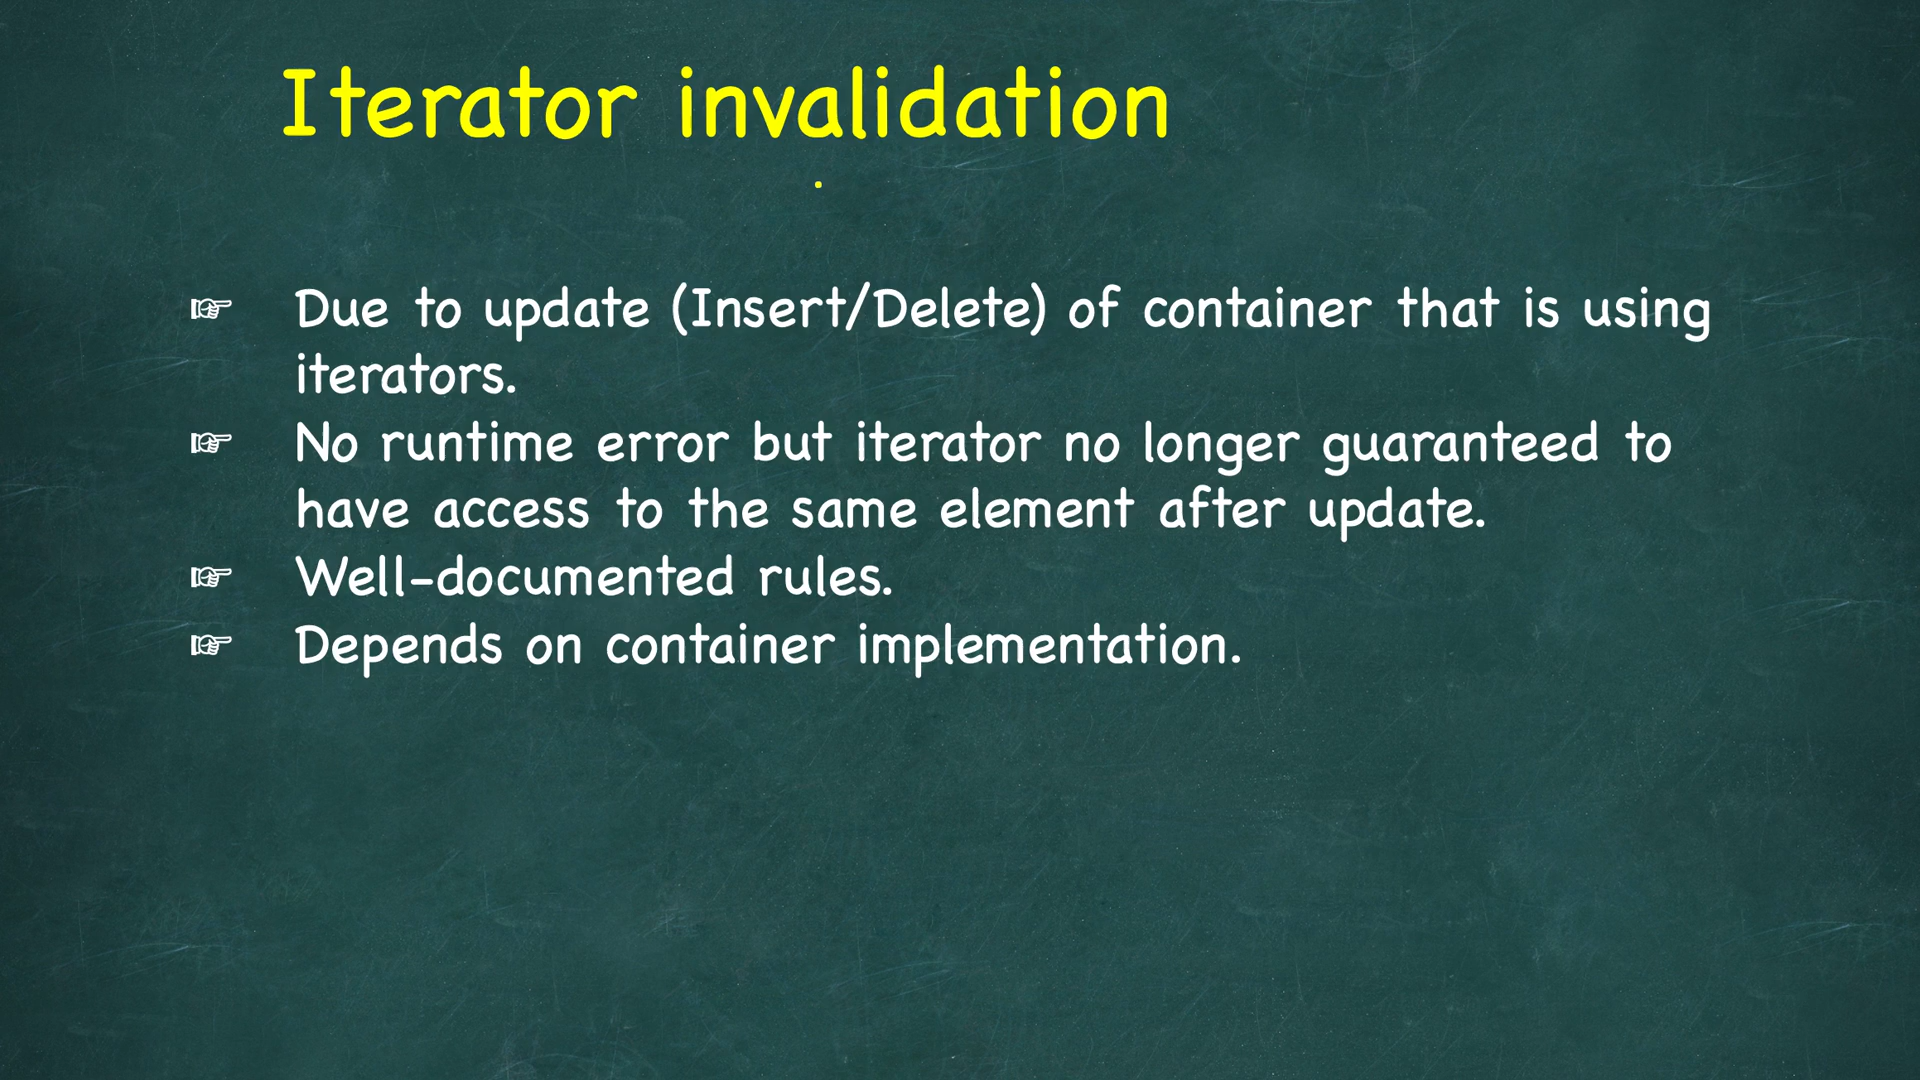 Iterator invalidation
.
☞ Due to update (Insert/Delete) of container that is using
iterators.
☞ No runtime error but iterator no longer guaranteed to
have access to the same element after update.
☞ Well-documented rules.
☞ Depends on container implementation.